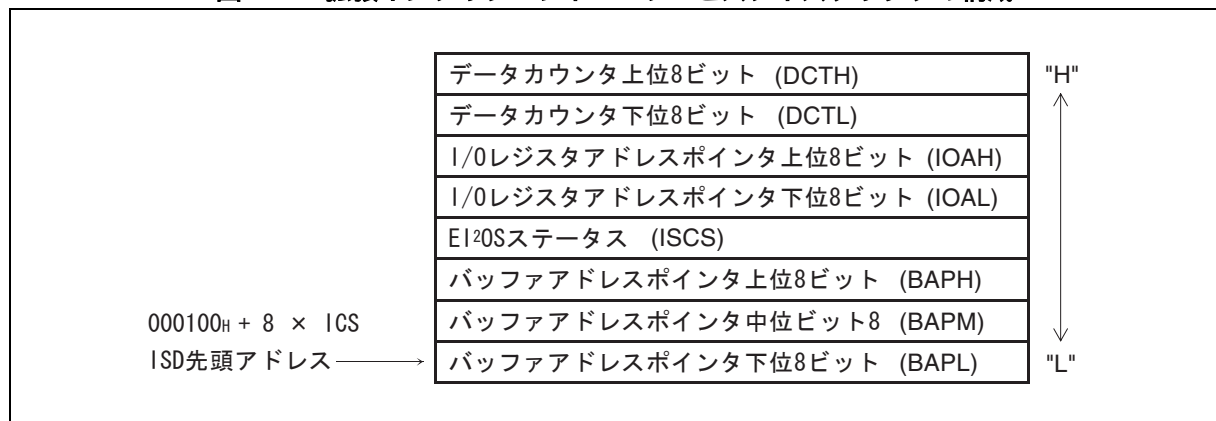 データカウンタ上位8ビット (DCTH)
"H"
データカウンタ下位8ビット (DCTL)
I/Oレジスタアドレスポインタ上位8ビット (IOAH)
I/Oレジスタアドレスポインタ下位8ビット (IOAL)
EI²OSステータス (ISCS)
バッファアドレスポインタ上位8ビット (BAPH)
000100H + 8 × ICS
バッファアドレスポインタ中位ビット8 (BAPM)
ISD先頭アドレス
バッファアドレスポインタ下位8ビット (BAPL)
"L"